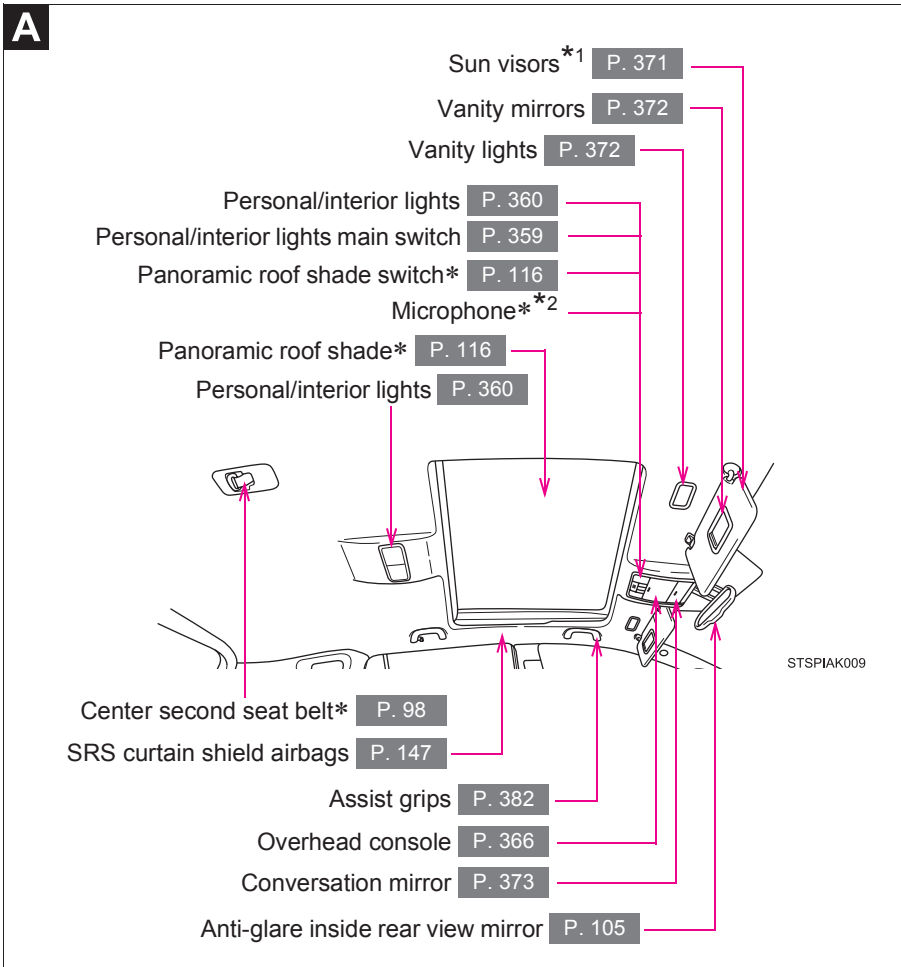 A
Sun visors*1 P. 371
Vanity mirrors P. 372
Vanity lights P. 372
Personal/interior lights P. 360
Personal/interior lights main switch P. 359
Panoramic roof shade switch* P. 116
Microphone**2
Panoramic roof shade* P. 116
Personal/interior lights P. 360
STSPIAK009
Center second seat belt* P. 98
SRS curtain shield airbags P. 147
Assist grips P. 382
Overhead console P. 366
Conversation mirror P. 373
Anti-glare inside rear view mirror P. 105